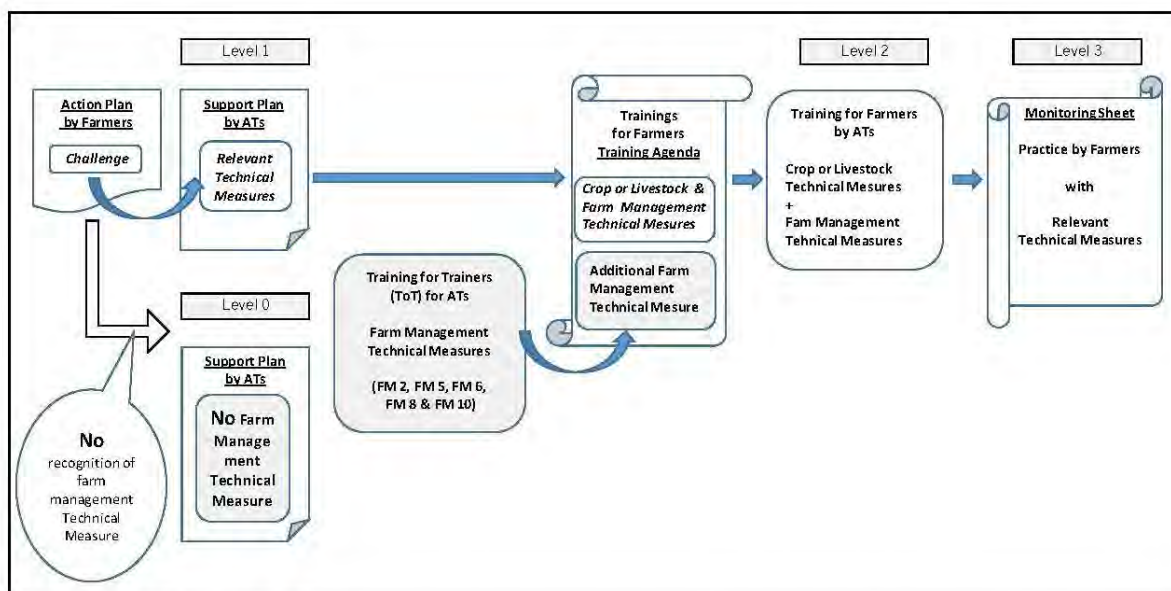 Level 1
Action Plan
by Farmers
Challenge
Support Plan
by ATs
Relevant
Technical
Measures
Level 0
Support Plan
by ATs
No Farm
Manage
ment
Technical
Measure
No
recognition of
farm
management
Technical
Measure
Training for Trainers
(ToT) for ATs
Farm Management
Technical Measures
(FM 2, FM 5, FM 6,
FM 8 & FM 10)
Trainings
for Farmers
Training Agenda
Crop or Livestock &
Farm Management
Technical Mesures
Additional Farm
Management
Technical Mesure
Level 2
Training for Farmers
by ATs
Crop or Livestock
Technical Mesures
+
Fam Management
Tehnical Measures
Level 3
Monitoring Sheet
Practice by Farmers
with
Relevant
Technical Measures